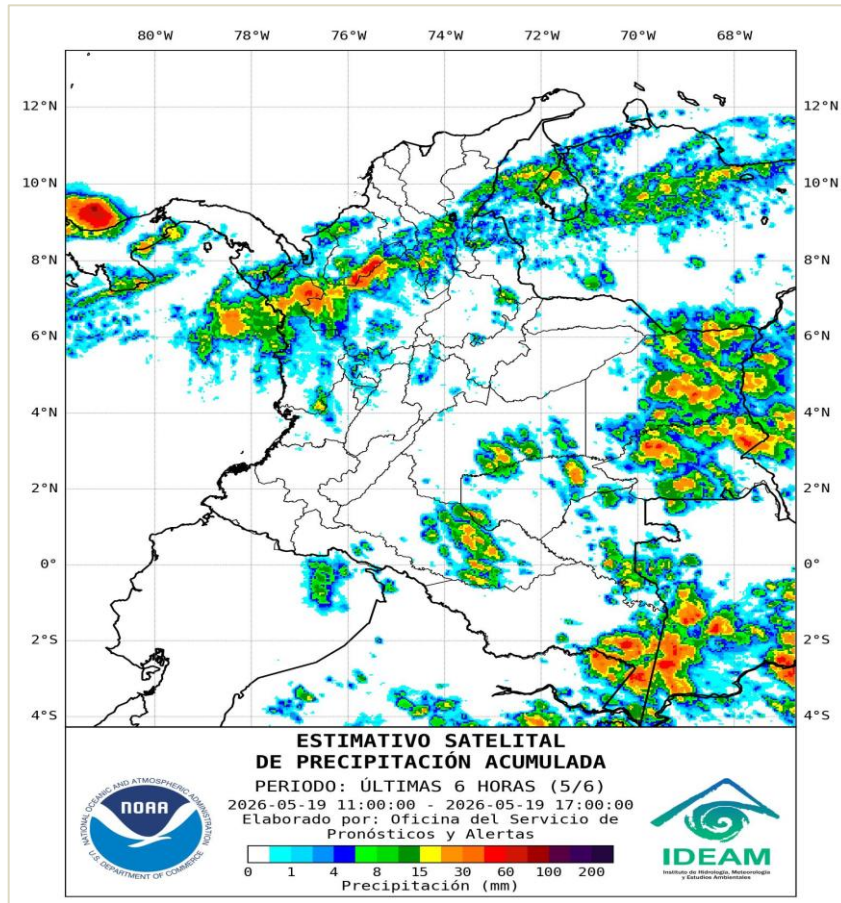 80°W 78°W 76°W 74°W 72°W 70°W 68°W
12°N 12°N
10°N 10°N
8°N 8°N
6°N 6°N
4°N 4°N
2°N 2°N
0° 0°
2°S 2°S
4°S 4°S
ESTIMATIVO SATELITAL
DE PRECIPITACIÓN ACUMULADA
PERIODO: ÚLTIMAS 6 HORAS (5/6)
2026-05-19 11:00:00 - 2026-05-19 17:00:00
Elaborado por: Oficina del Servicio de
Pronósticos y Alertas
0 1 4 8 15 30 60 100 200
Precipitación (mm)
NATIONAL OCEANIC AND ATMOSPHERIC ADMINISTRATION
NOAA
U.S. DEPARTMENT OF COMMERCE
IDEAM
Instituto de Hidrología, Meteorología
y Estudios Ambientales